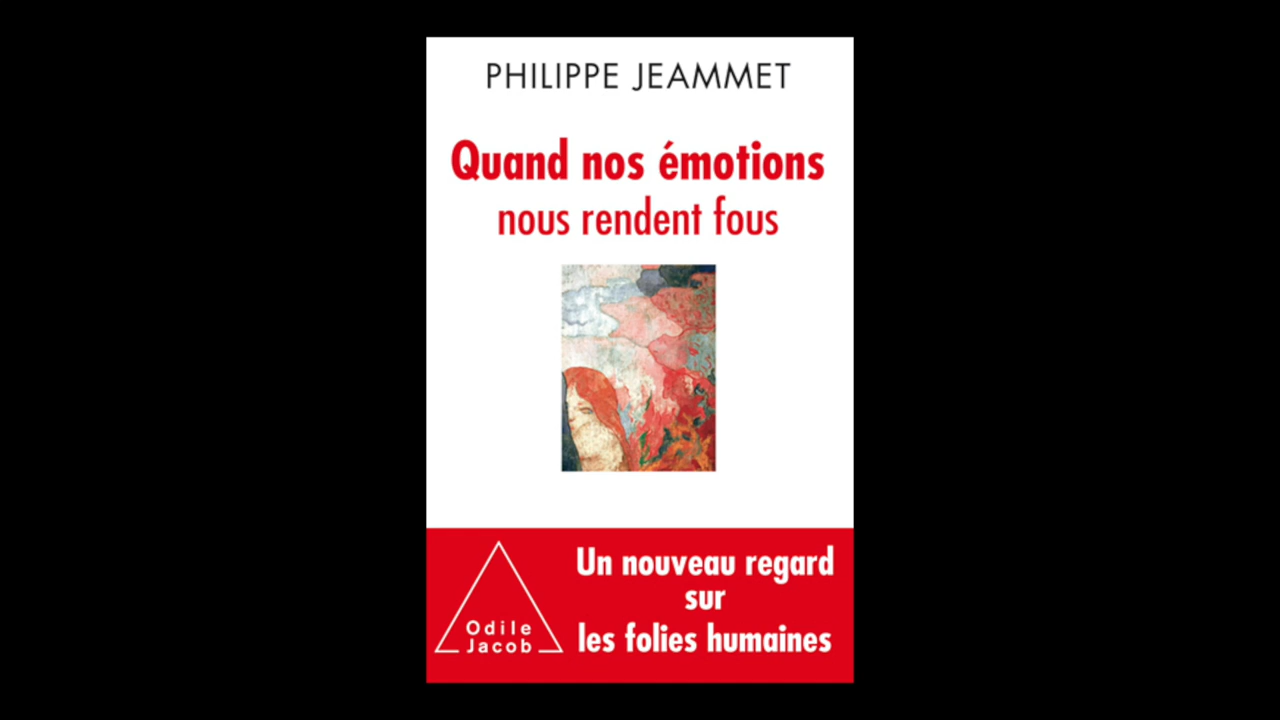 PHILIPPE JEAMMET
Quand nos émotions
nous rendent fous
Un nouveau regard
sur
les folies humaines
Odile
Jacob